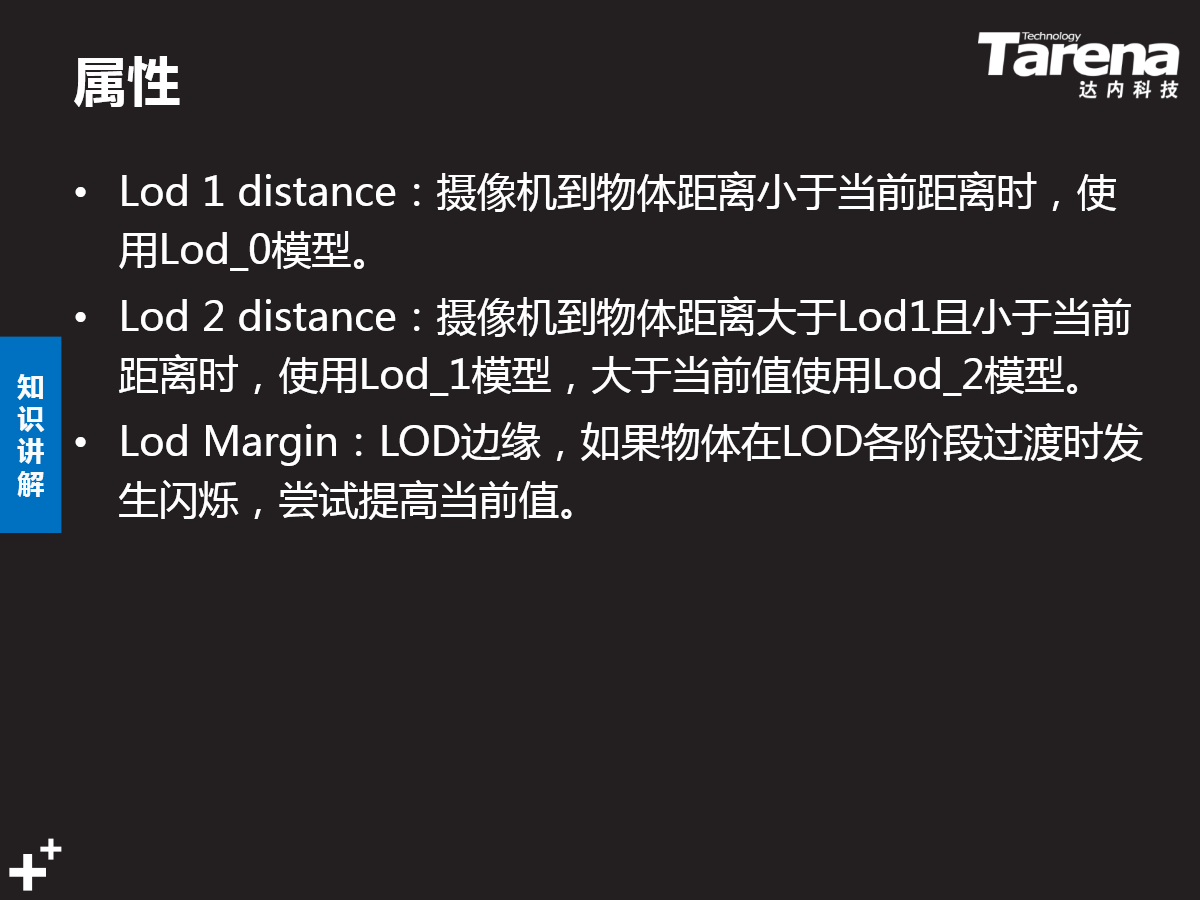 属性
Technology
Tarena
达内科技
• Lod 1 distance：摄像机到物体距离小于当前距离时，使
用Lod_0模型。
• Lod 2 distance：摄像机到物体距离大于Lod1且小于当前
距离时，使用Lod_1模型，大于当前值使用Lod_2模型。
• Lod Margin：LOD边缘，如果物体在LOD各阶段过渡时发
生闪烁，尝试提高当前值。
知识讲解